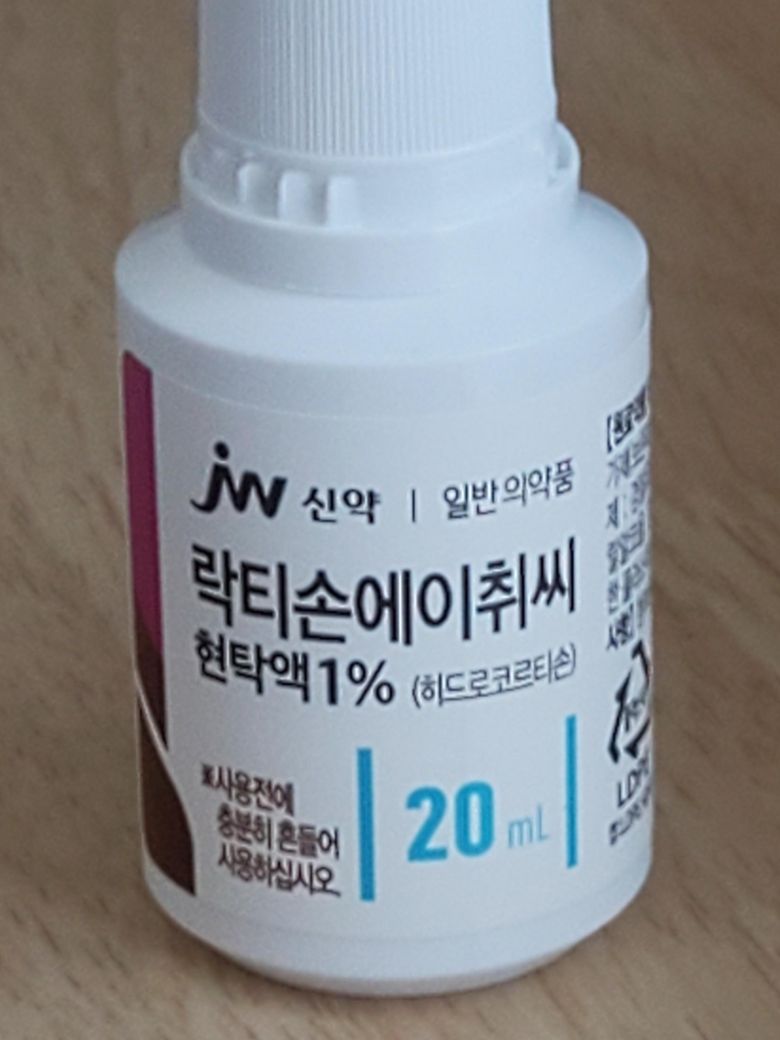 jw 신약 | 일반의약품
락티손에이취씨
현탁액1% (히드로코르티손)
※사용전에
충분히 흔들어
사용하십시오.
20 mL